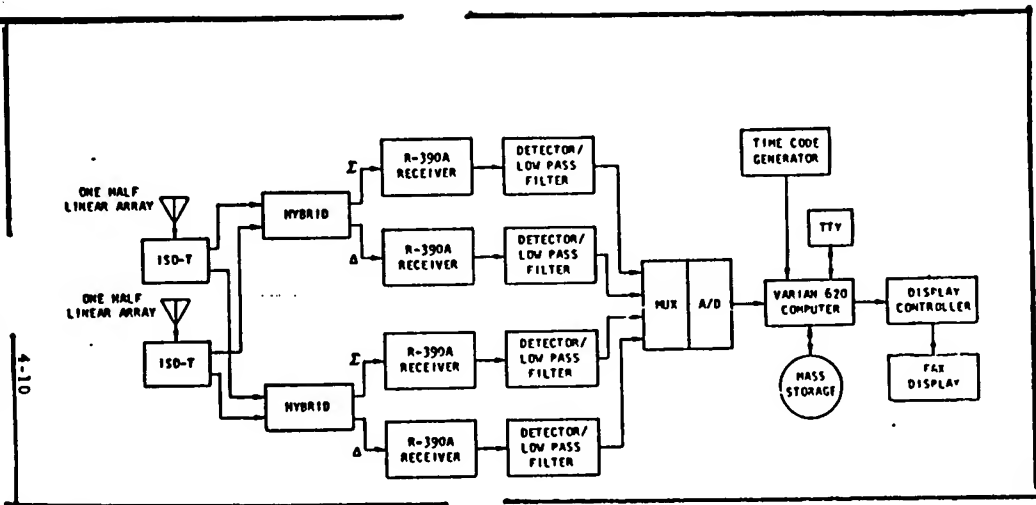 ONE HALF
LINEAR ARRAY
ISO-T
ONE HALF
LINEAR ARRAY
ISO-T
HYBRID
HYBRID
Σ
Δ
Σ
Δ
R-390A
RECEIVER
R-390A
RECEIVER
R-390A
RECEIVER
R-390A
RECEIVER
DETECTOR/
LOW PASS
FILTER
DETECTOR/
LOW PASS
FILTER
DETECTOR/
LOW PASS
FILTER
DETECTOR/
LOW PASS
FILTER
MUX
A/D
TIME CODE
GENERATOR
TTY
VARIAN 620
COMPUTER
DISPLAY
CONTROLLER
MASS
STORAGE
FAX
DISPLAY
4-10